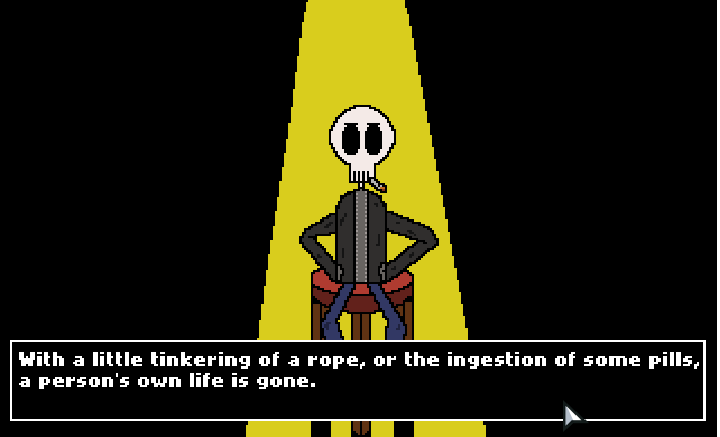 With a little tinkering of a rope, or the ingestion of some pills,
a person's own life is gone.